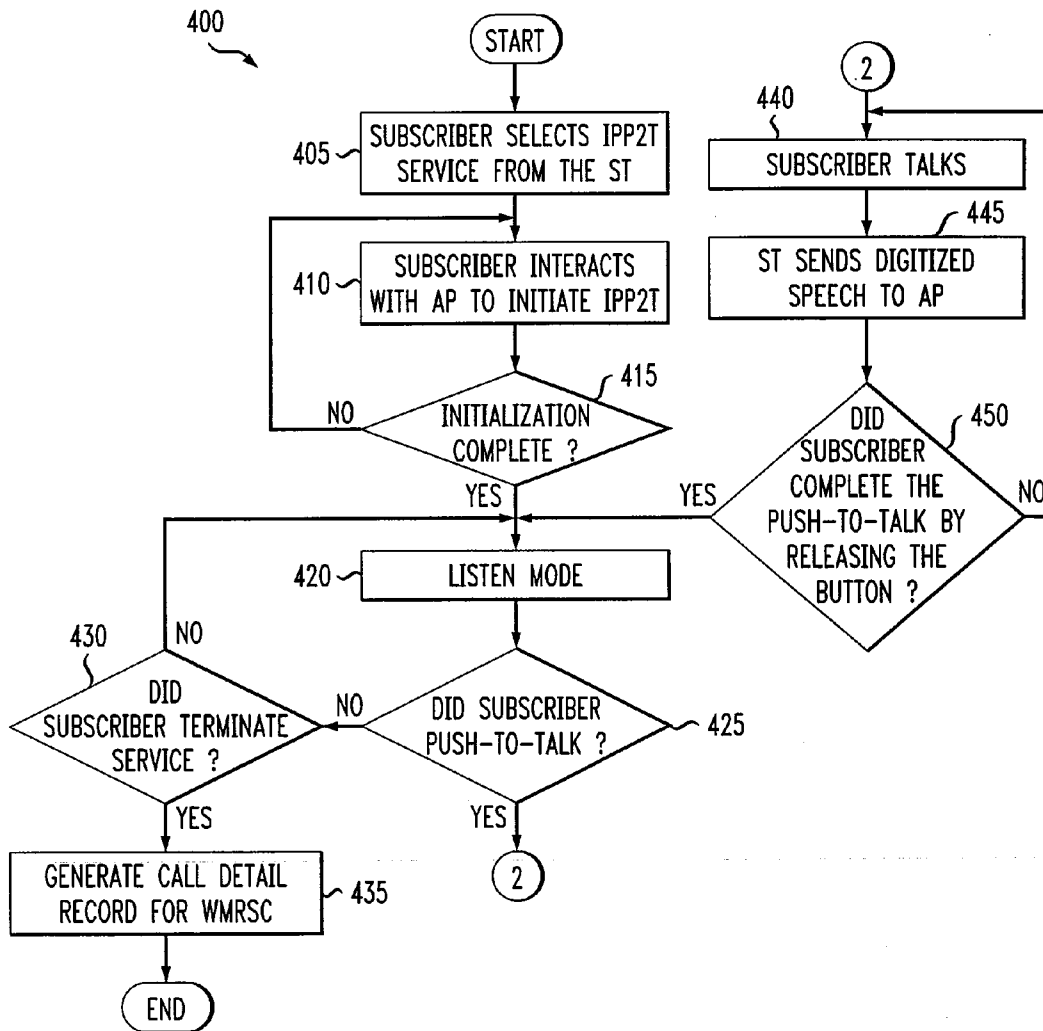 400
START
405
SUBSCRIBER SELECTS IPP2T
SERVICE FROM THE ST
410
SUBSCRIBER INTERACTS
WITH AP TO INITIATE IPP2T
415
INITIALIZATION
COMPLETE ?
NO
YES
420
LISTEN MODE
425
DID SUBSCRIBER
PUSH-TO-TALK ?
NO
YES
2
430
DID
SUBSCRIBER TERMINATE
SERVICE ?
NO
YES
GENERATE CALL DETAIL
RECORD FOR WMRSC
435
END
2
440
SUBSCRIBER TALKS
445
ST SENDS DIGITIZED
SPEECH TO AP
450
DID
SUBSCRIBER
COMPLETE THE
PUSH-TO-TALK BY
RELEASING THE
BUTTON ?
YES
NO